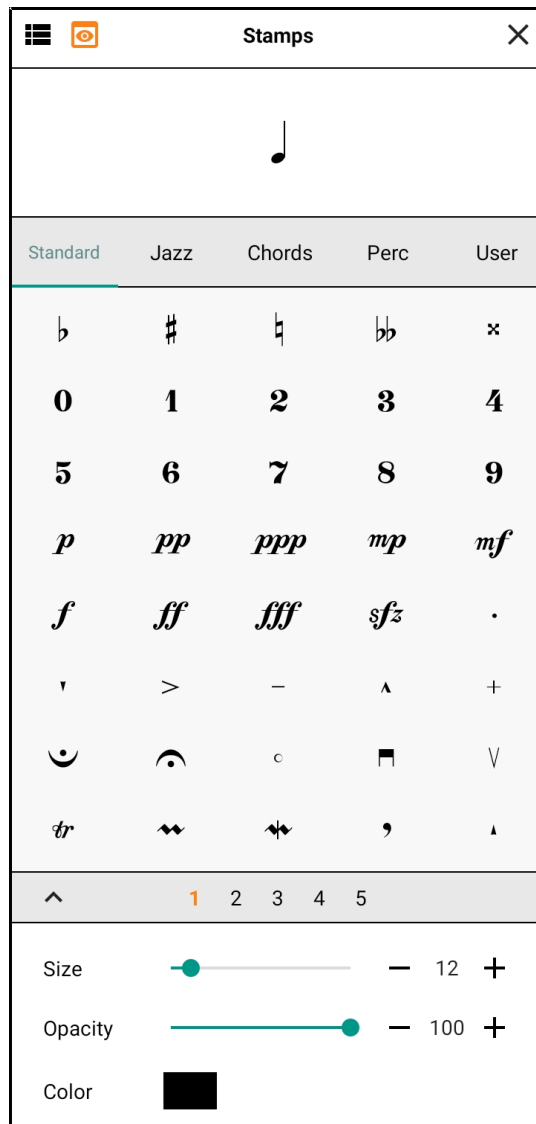 Stamps
Standard Jazz Chords Perc User
♭ ♯ ♮ 𝄫 𝄪
0 1 2 3 4
5 6 7 8 9
p pp ppp mp mf
f ff fff sfz .
> – ^ +
tr ,
1 2 3 4 5
Size 12
Opacity 100
Color